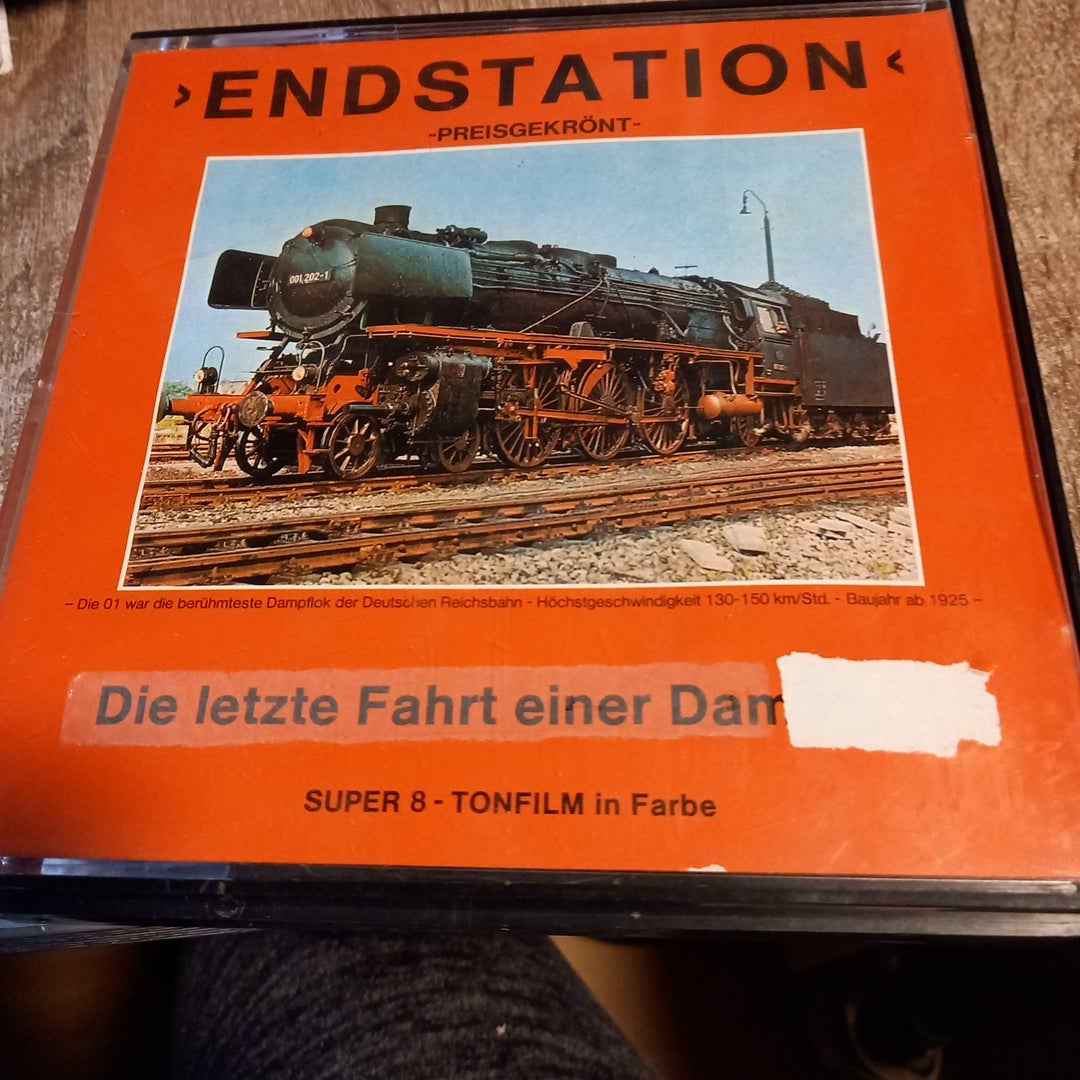 ›ENDSTATION‹
-PREISGEKRÖNT-
001 202-1
– Die 01 war die berühmteste Dampflok der Deutschen Reichsbahn - Höchstgeschwindigkeit 130-150 km/Std. - Baujahr ab 1925 –
Die letzte Fahrt einer Dam
SUPER 8 - TONFILM in Farbe